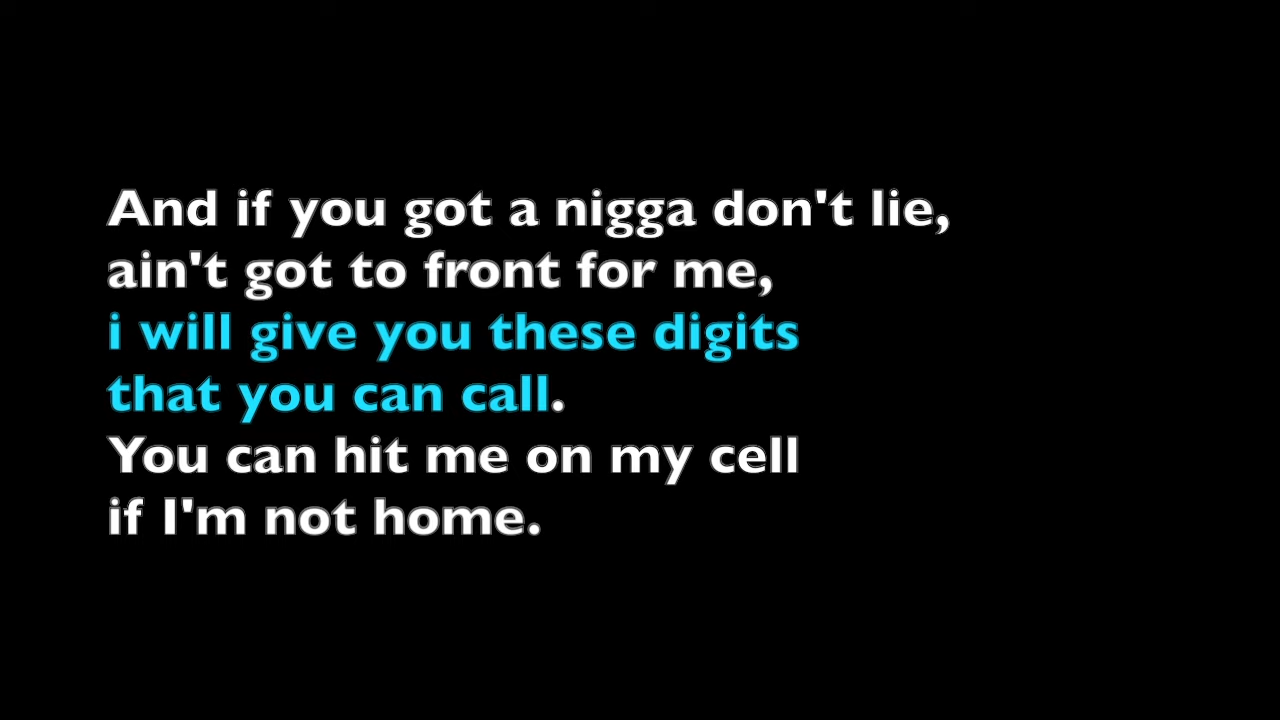 And if you got a nigga don't lie,
ain't got to front for me,
i will give you these digits
that you can call.
You can hit me on my cell
if I'm not home.